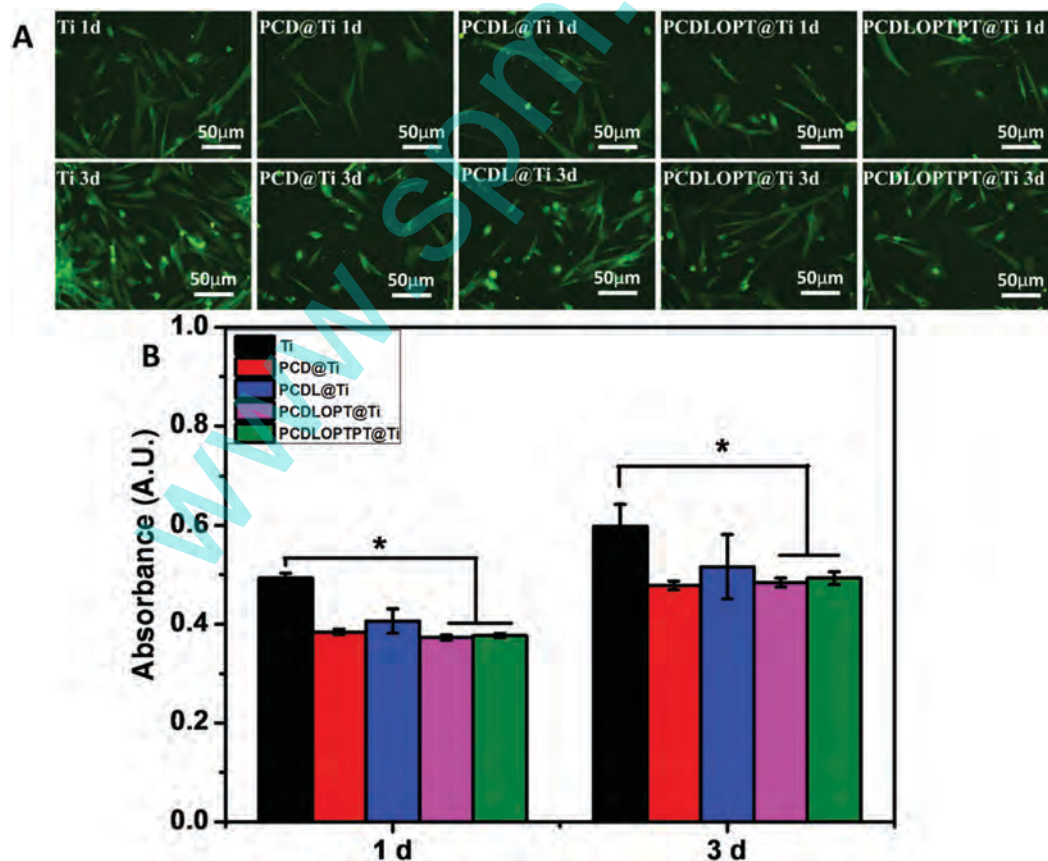 A
Ti 1d
PCD@Ti 1d
PCDL@Ti 1d
PCDLOPT@Ti 1d
PCDLOPTPT@Ti 1d
50μm
50μm
50μm
50μm
50μm
Ti 3d
PCD@Ti 3d
PCDL@Ti 3d
PCDLOPT@Ti 3d
PCDLOPTPT@Ti 3d
50μm
50μm
50μm
50μm
50μm
B
Ti
PCD@Ti
PCDL@Ti
PCDLOPT@Ti
PCDLOPTPT@Ti
Absorbance (A.U.)
1.0
0.8
0.6
0.4
0.2
0.0
*
*
1 d
3 d
www.spm.